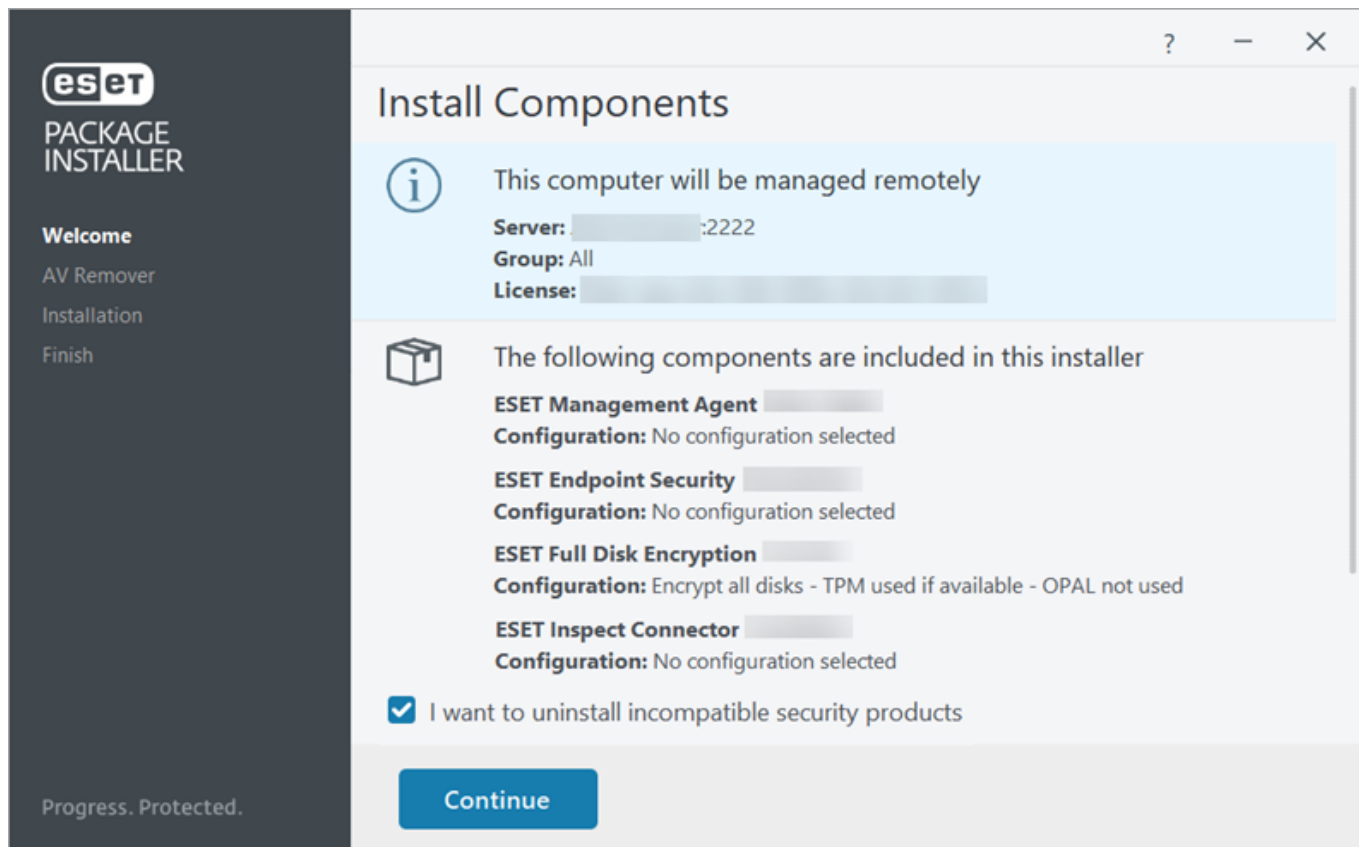 eset
PACKAGE
INSTALLER
Welcome
AV Remover
Installation
Finish
Progress. Protected.
?
Install Components
This computer will be managed remotely
Server: :2222
Group: All
License:
The following components are included in this installer
ESET Management Agent
Configuration: No configuration selected
ESET Endpoint Security
Configuration: No configuration selected
ESET Full Disk Encryption
Configuration: Encrypt all disks - TPM used if available - OPAL not used
ESET Inspect Connector
Configuration: No configuration selected
I want to uninstall incompatible security products
Continue